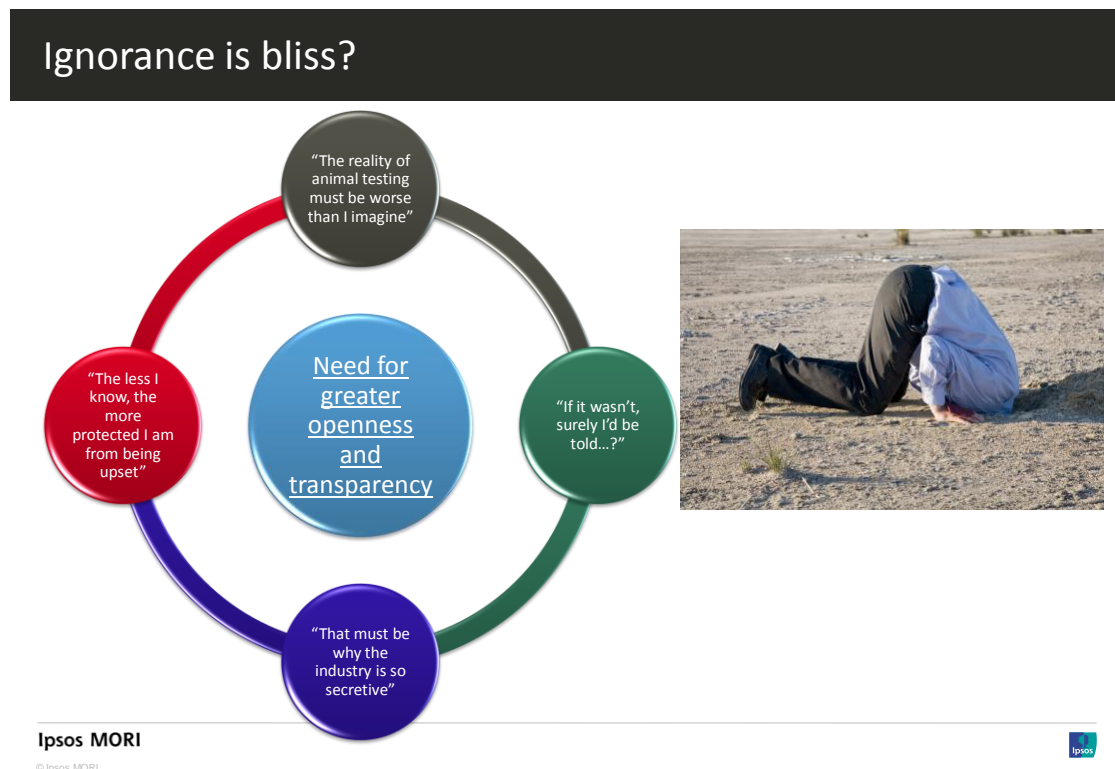 Ignorance is bliss?
“The reality of
animal testing
must be worse
than I imagine”
“If it wasn’t,
surely I’d be
told…?”
“That must be
why the
industry is so
secretive”
“The less I
know, the
more
protected I am
from being
upset”
Need for
greater
openness
and
transparency
Ipsos MORI
Ipsos
© Ipsos MORI